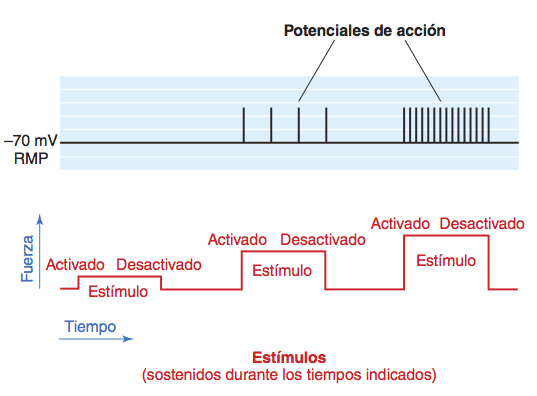 Potenciales de acción
–70 mV
RMP
Fuerza
Activado Desactivado
Estímulo
Activado Desactivado
Estímulo
Activado Desactivado
Estímulo
Tiempo
Estímulos
(sostenidos durante los tiempos indicados)